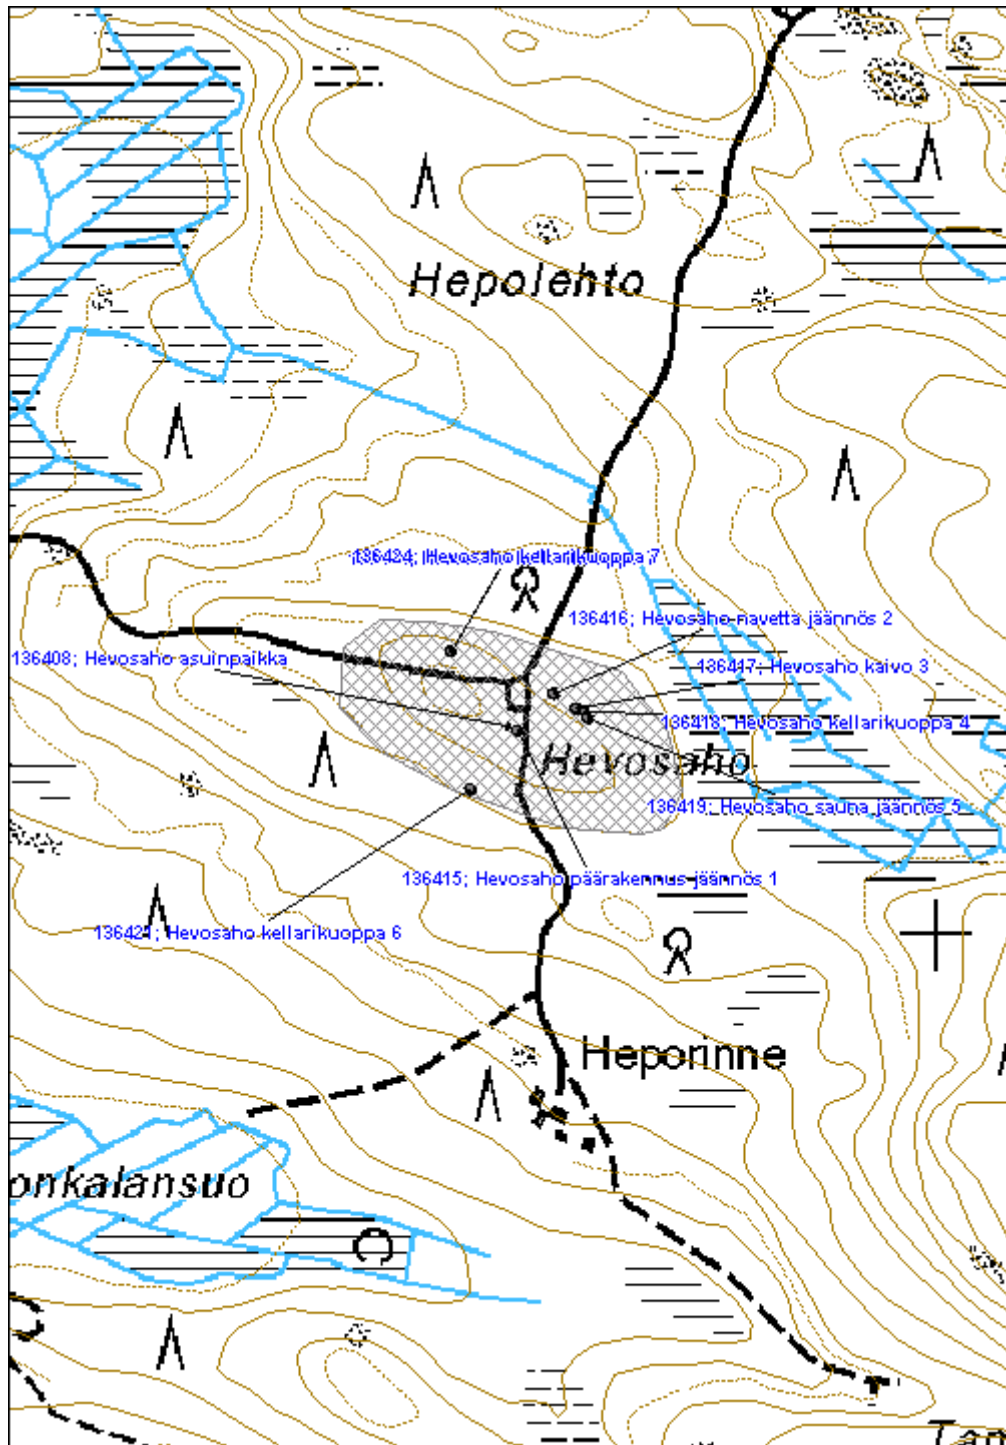 Hepolehto
136424; Hevosaho kellarikuoppa 7
136416; Hevosaho navetta jäännös 2
136408; Hevosaho asuinpaikka
136417; Hevosaho kaivo 3
136418; Hevosaho kellarikuoppa 4
Hevosaho
136419; Hevosaho sauna jäännös 5
136415; Hevosaho päärakennus jäännös 1
136421; Hevosaho kellarikuoppa 6
Heporinne
onkalansuo